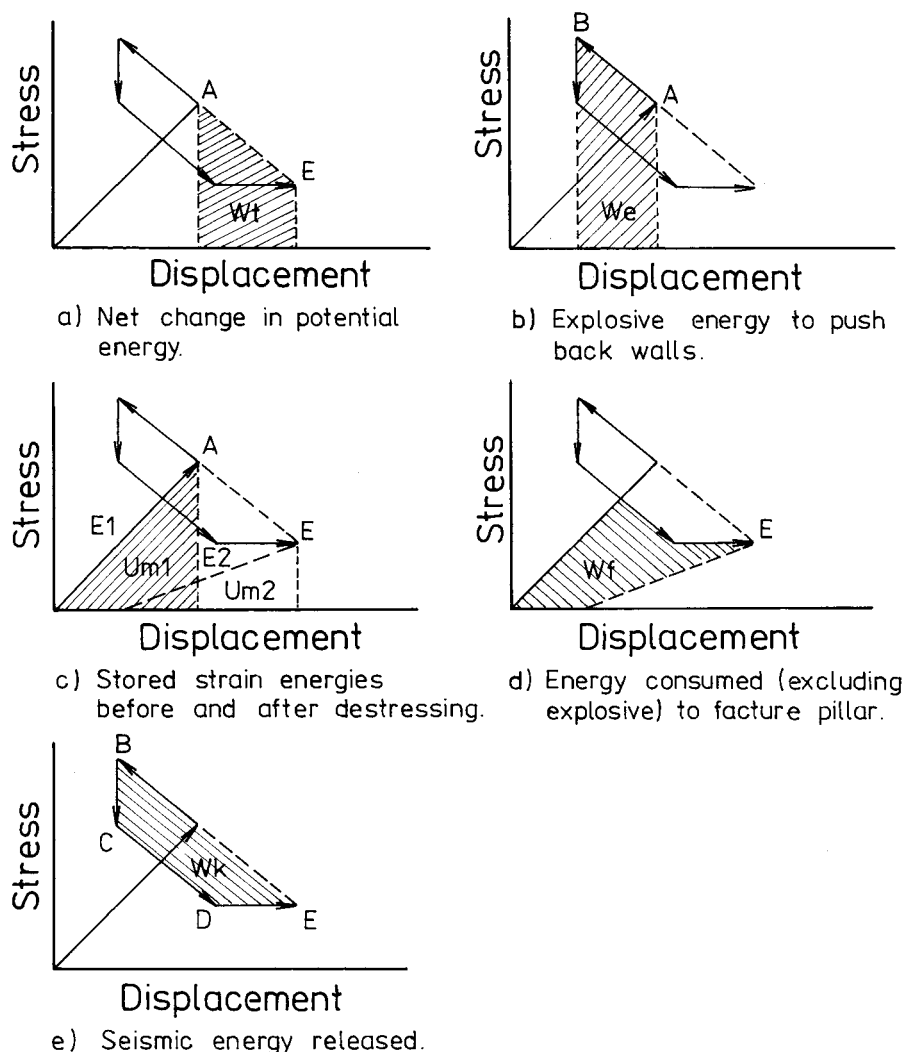 Stress
A
E
Wt
Displacement
a) Net change in potential
energy.
Stress
B
A
We
Displacement
b) Explosive energy to push
back walls.
Stress
A
E1
E
E2
Um1
Um2
Displacement
c) Stored strain energies
before and after destressing.
Stress
E
Wf
Displacement
d) Energy consumed (excluding
explosive) to facture pillar.
Stress
B
C
Wk
D
E
Displacement
e) Seismic energy released.